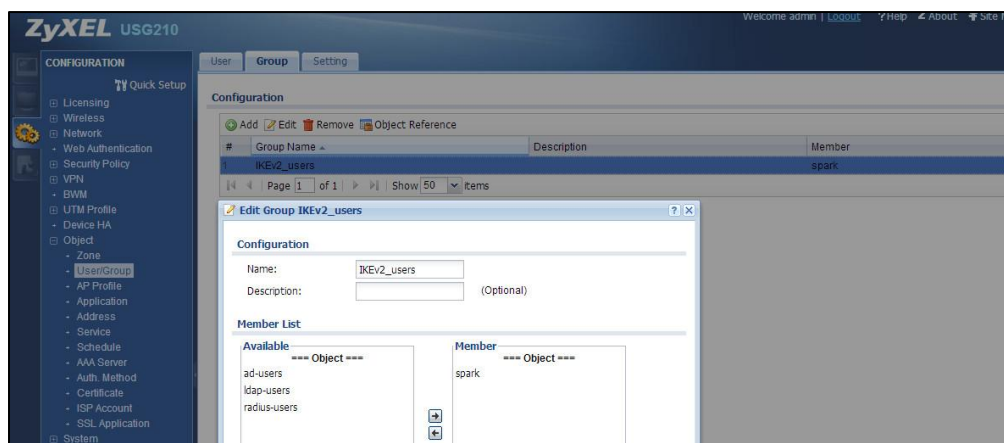 ZyXEL USG210
Welcome admin | Logout ?Help About Site
CONFIGURATION
Quick Setup
Licensing
Wireless
Network
Web Authentication
Security Policy
VPN
BWM
UTM Profile
Device HA
Object
Zone
User/Group
AP Profile
Application
Address
Service
Schedule
AAA Server
Auth. Method
Certificate
ISP Account
SSL Application
System
User Group Setting
Configuration
Add Edit Remove Object Reference
# Group Name Description Member
1 IKEv2_users spark
Page 1 of 1 Show 50 items
Edit Group IKEv2_users
Configuration
Name: IKEv2_users
Description: (Optional)
Member List
Available
=== Object ===
ad-users
ldap-users
radius-users
Member
=== Object ===
spark